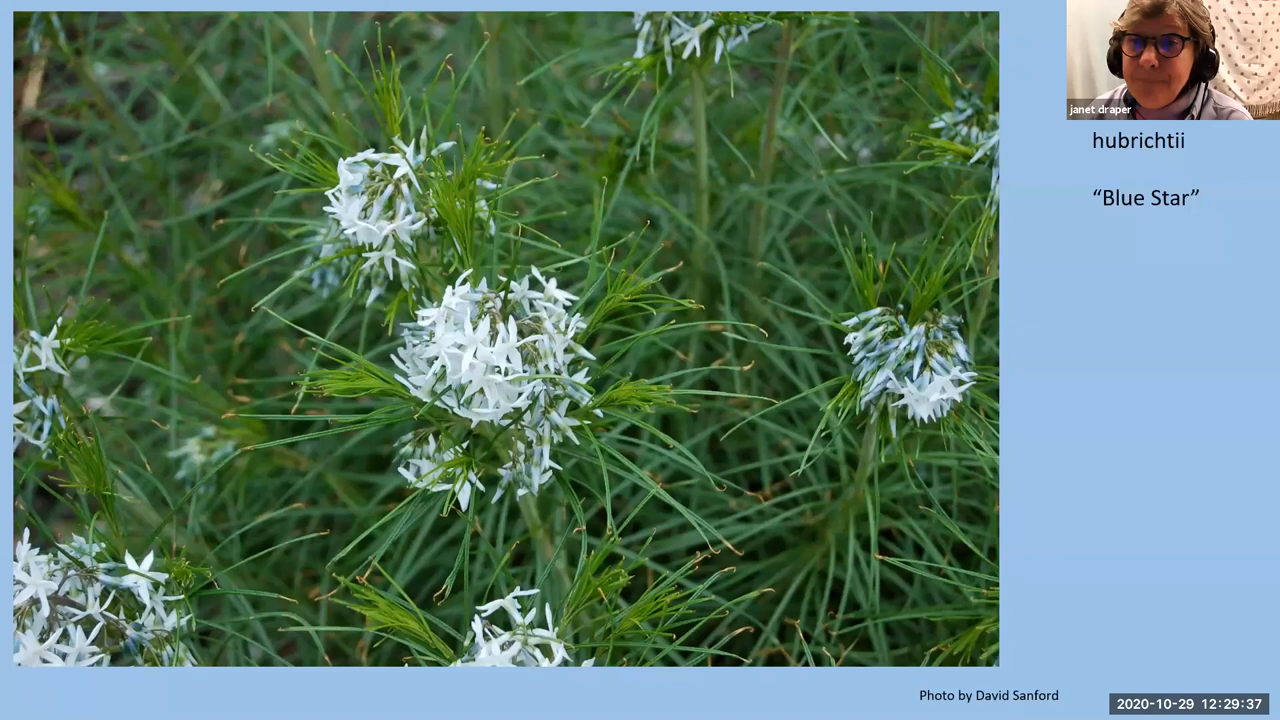 janet draper
hubrichtii
“Blue Star”
Photo by David Sanford
2020-10-29 12:29:37